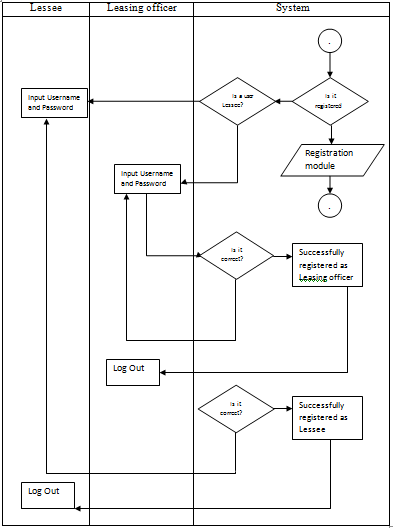 Lessee
Leasing officer
System
.
Is it
registered
Is a user
Lessee?
Input Username
and Password
Registration
module
Input Username
and Password
.
Is it
correct?
Successfully
registered as
Leasing officer
Log Out
Is it
correct?
Successfully
registered as
Lessee
Log Out